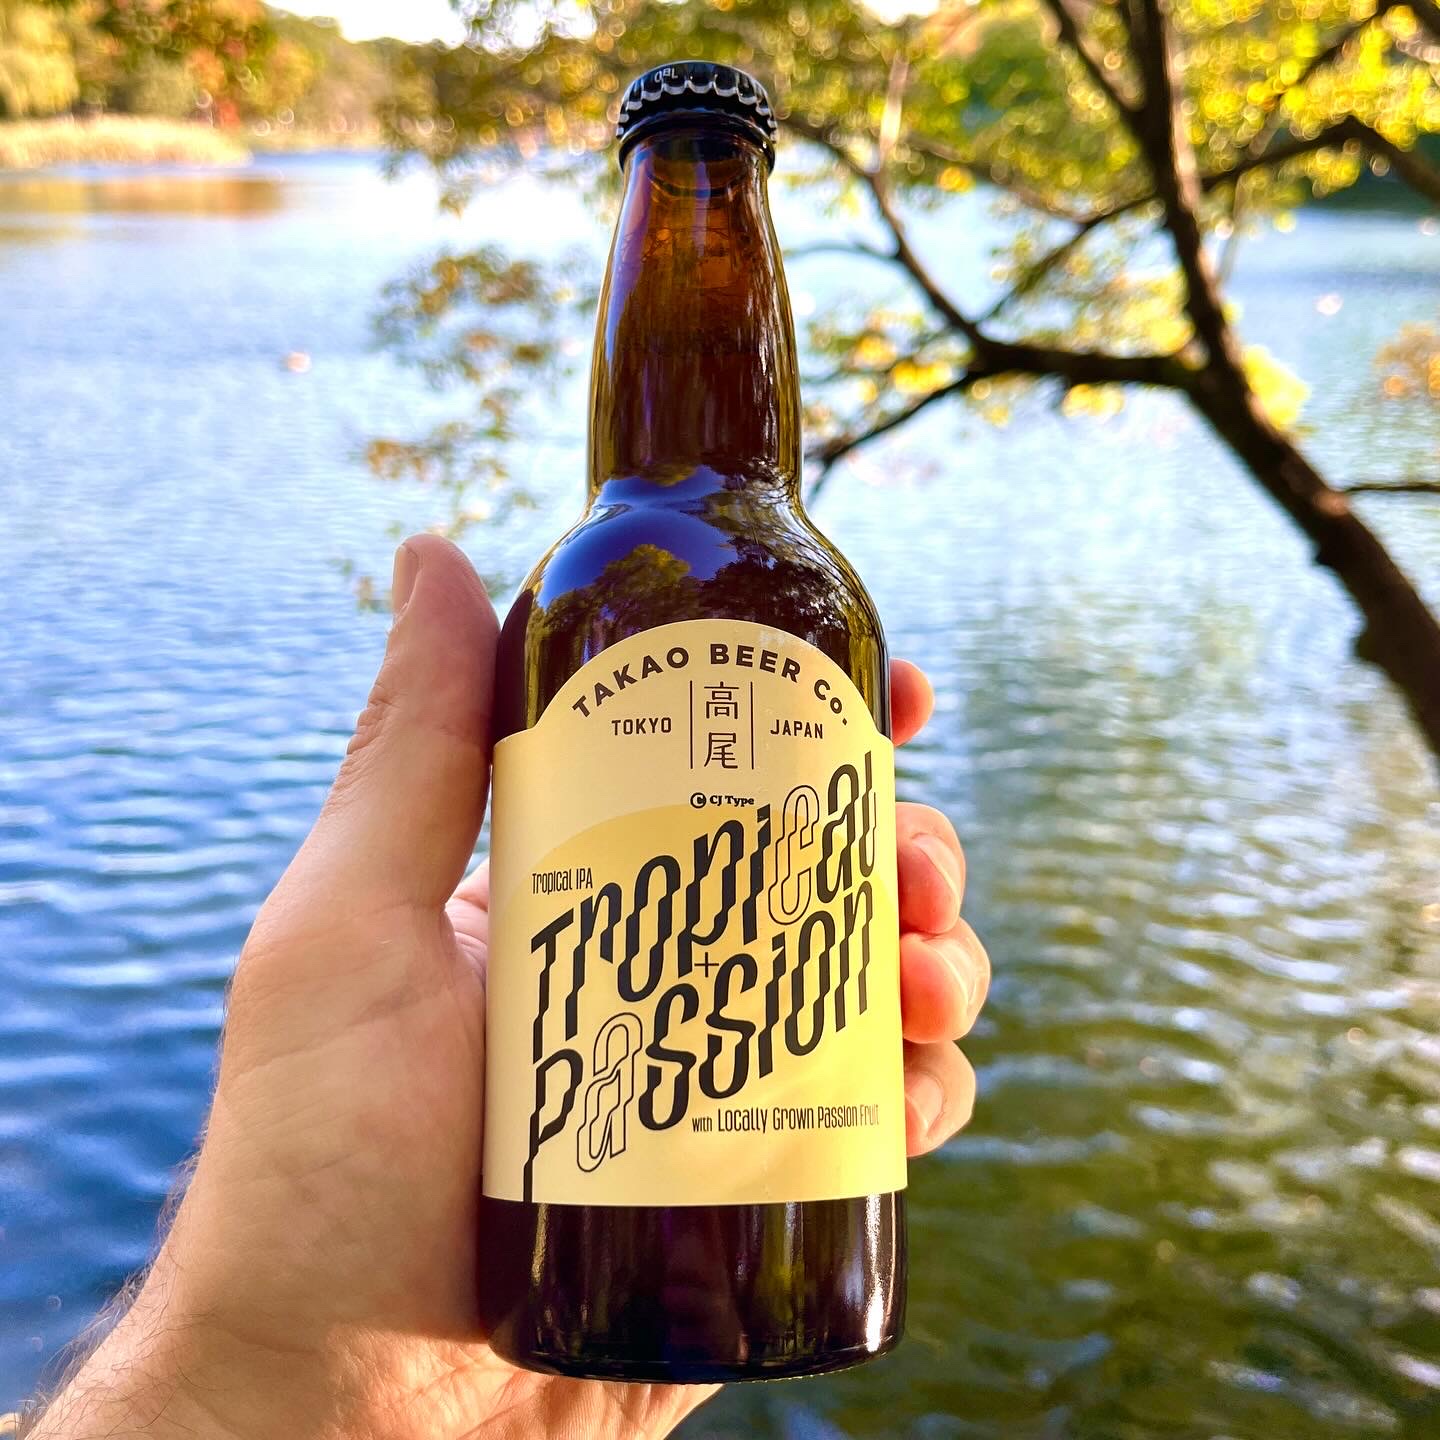 TAKAO BEER Co.
TOKYO 高尾 JAPAN
C CJ Type
Tropical IPA
Tropical
+
Passion
with Locally Grown Passion Fruit